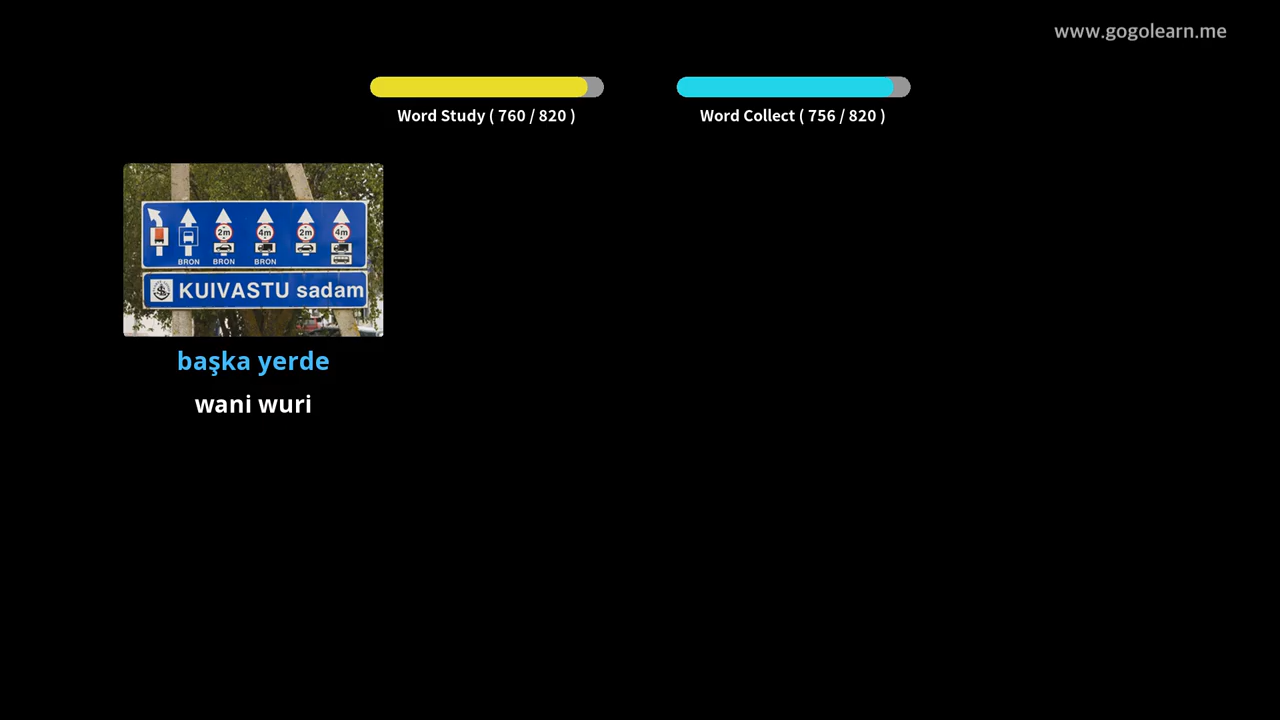 www.gogolearn.me
Word Study ( 760 / 820 )
Word Collect ( 756 / 820 )
2m 4m 2m 4m
BRON BRON BRON
KUIVASTU sadam
başka yerde
wani wuri